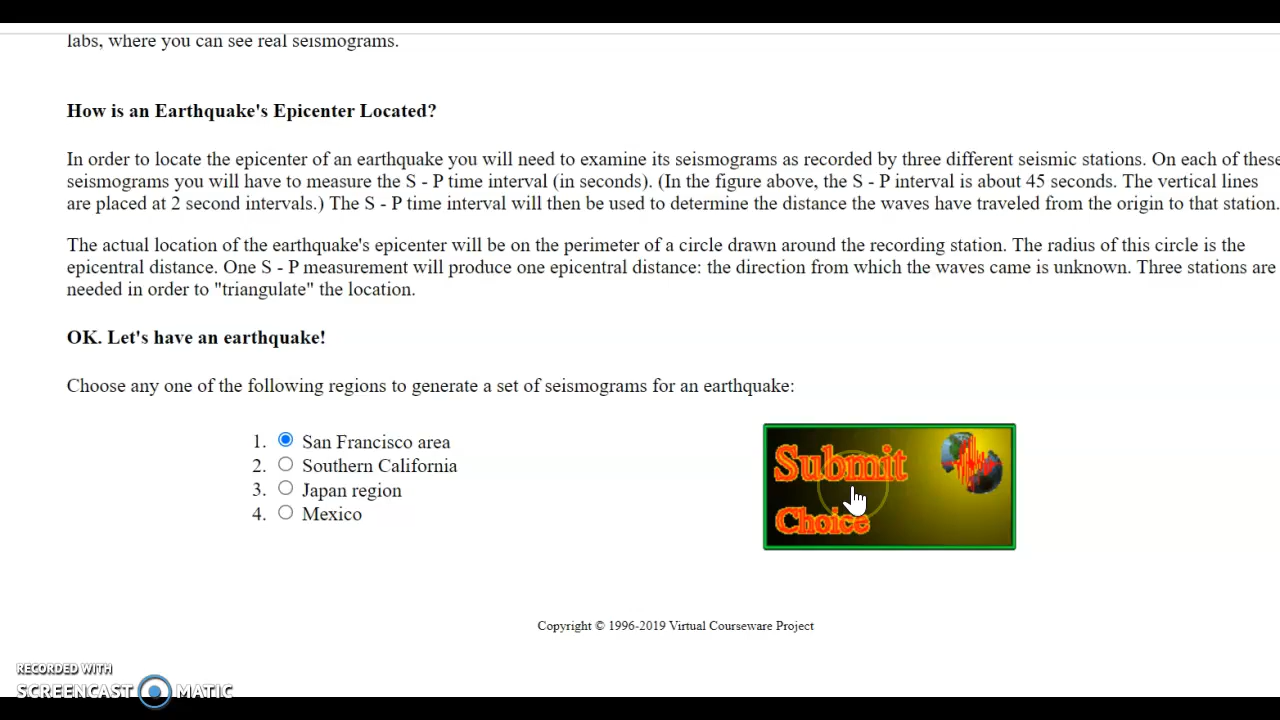 labs, where you can see real seismograms.
How is an Earthquake's Epicenter Located?
In order to locate the epicenter of an earthquake you will need to examine its seismograms as recorded by three different seismic stations. On each of these
seismograms you will have to measure the S - P time interval (in seconds). (In the figure above, the S - P interval is about 45 seconds. The vertical lines
are placed at 2 second intervals.) The S - P time interval will then be used to determine the distance the waves have traveled from the origin to that station.
The actual location of the earthquake's epicenter will be on the perimeter of a circle drawn around the recording station. The radius of this circle is the
epicentral distance. One S - P measurement will produce one epicentral distance: the direction from which the waves came is unknown. Three stations are
needed in order to "triangulate" the location.
OK. Let's have an earthquake!
Choose any one of the following regions to generate a set of seismograms for an earthquake:
1. San Francisco area
2. Southern California
3. Japan region
4. Mexico
Submit
Choice
Copyright © 1996-2019 Virtual Courseware Project
RECORDED WITH
SCREENCAST MATIC